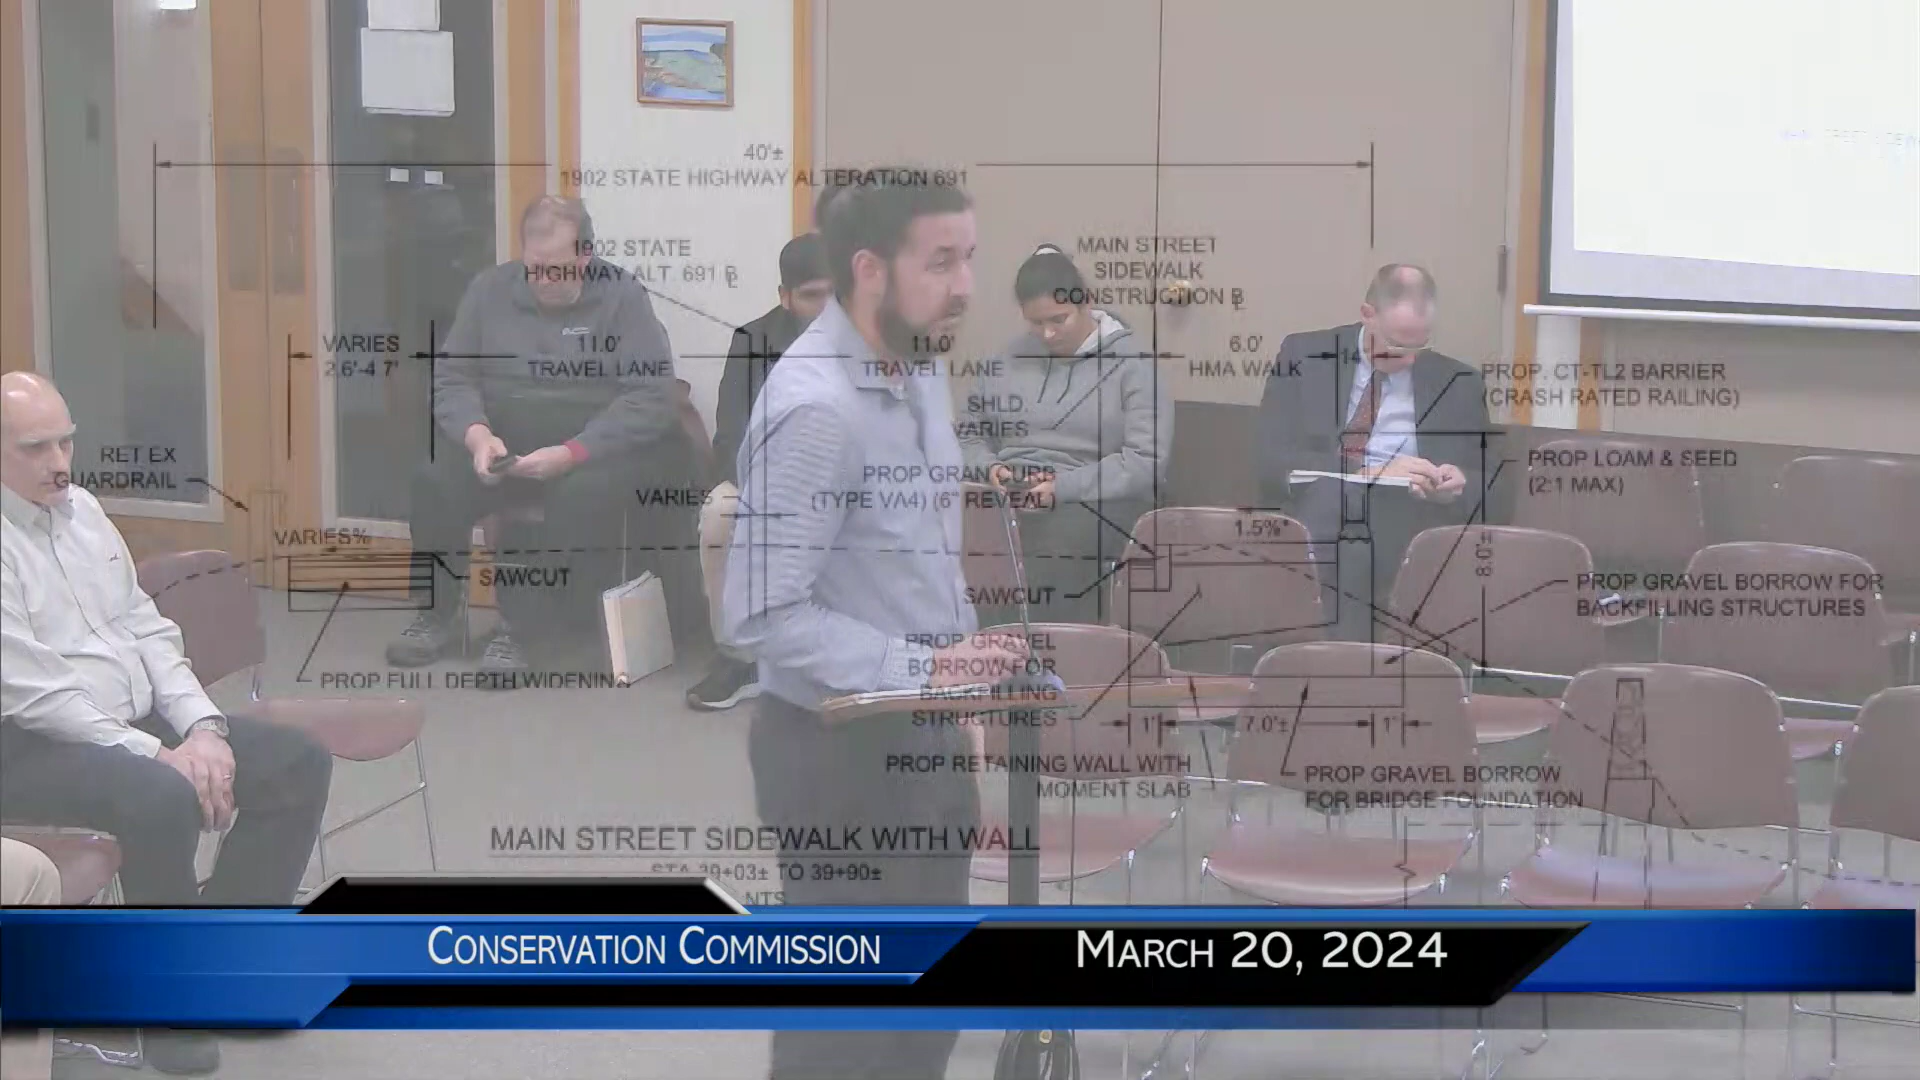 40'±
1902 STATE HIGHWAY ALTERATION 691
1902 STATE
HIGHWAY ALT. 691 ℄
MAIN STREET
SIDEWALK
CONSTRUCTION ℄
VARIES
2.6'-4.7'
11.0'
TRAVEL LANE
11.0'
TRAVEL LANE
6.0'
HMA WALK
14"
SHLD.
VARIES
PROP. CT-TL2 BARRIER
(CRASH RATED RAILING)
RET EX
GUARDRAIL
VARIES
PROP GRAN CURB
(TYPE VA4) (6" REVEAL)
PROP LOAM & SEED
(2:1 MAX)
VARIES%
1.5%*
8.0'±
SAWCUT
SAWCUT
PROP GRAVEL BORROW FOR
BACKFILLING STRUCTURES
PROP FULL DEPTH WIDENING
PROP GRAVEL
BORROW FOR
BACKFILLING
STRUCTURES
1'
7.0'±
1'
PROP RETAINING WALL WITH
MOMENT SLAB
PROP GRAVEL BORROW
FOR BRIDGE FOUNDATION
MAIN STREET SIDEWALK WITH WALL
STA 39+03± TO 39+90±
NTS
CONSERVATION COMMISSION
MARCH 20, 2024